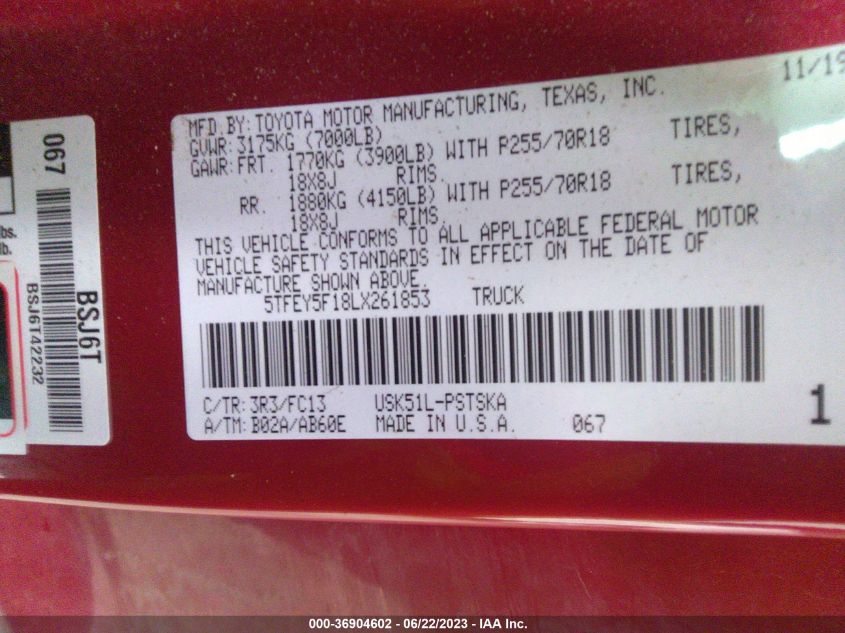 11/19
MFD.BY:TOYOTA MOTOR MANUFACTURING, TEXAS, INC.
GVWR:3175KG (7000LB)
GAWR:FRT. 1770KG (3900LB) WITH P255/70R18 TIRES,
18X8J RIMS.
RR. 1880KG (4150LB) WITH P255/70R18 TIRES,
18X8J RIMS.
THIS VEHICLE CONFORMS TO ALL APPLICABLE FEDERAL MOTOR
VEHICLE SAFETY STANDARDS IN EFFECT ON THE DATE OF
MANUFACTURE SHOWN ABOVE.
5TFEY5F18LX261853 TRUCK
C/TR:3R3/FC13 USK51L-PSTSKA
A/TM:B02A/AB60E MADE IN U.S.A. 067
1
067
BSJ6T
BSJ6T42232
lbs.
lb.
000-36904602 - 06/22/2023 - IAA Inc.